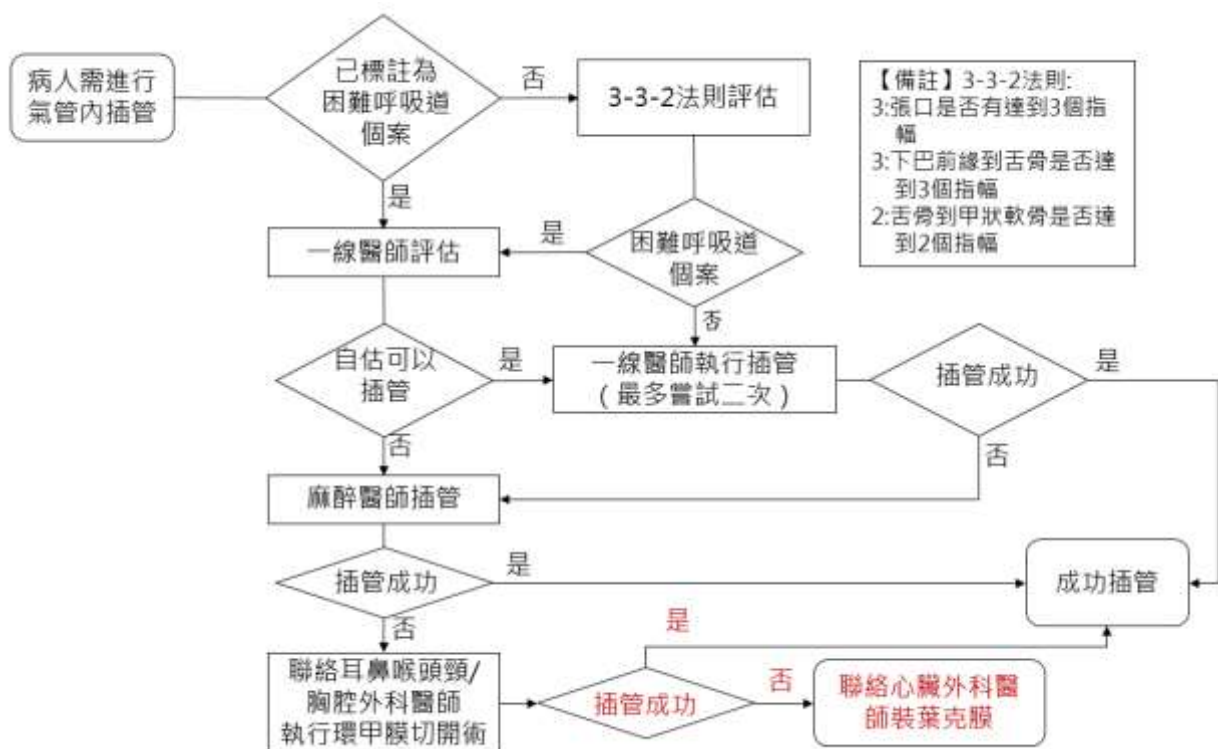 病人需進行
氣管內插管
已標註為
困難呼吸道
個案
否
3-3-2法則評估
【備註】3-3-2法則:
3:張口是否有達到3個指
幅
3:下巴前緣到舌骨是否達
到3個指幅
2:舌骨到甲狀軟骨是否達
到2個指幅
是
一線醫師評估
是
困難呼吸道
個案
否
自估可以
插管
是
一線醫師執行插管
(最多嘗試二次)
插管成功
是
否
否
麻醉醫師插管
插管成功
是
成功插管
否
聯絡耳鼻喉頭頸/
胸腔外科醫師
執行環甲膜切開術
插管成功
是
否
聯絡心臟外科醫
師裝葉克膜